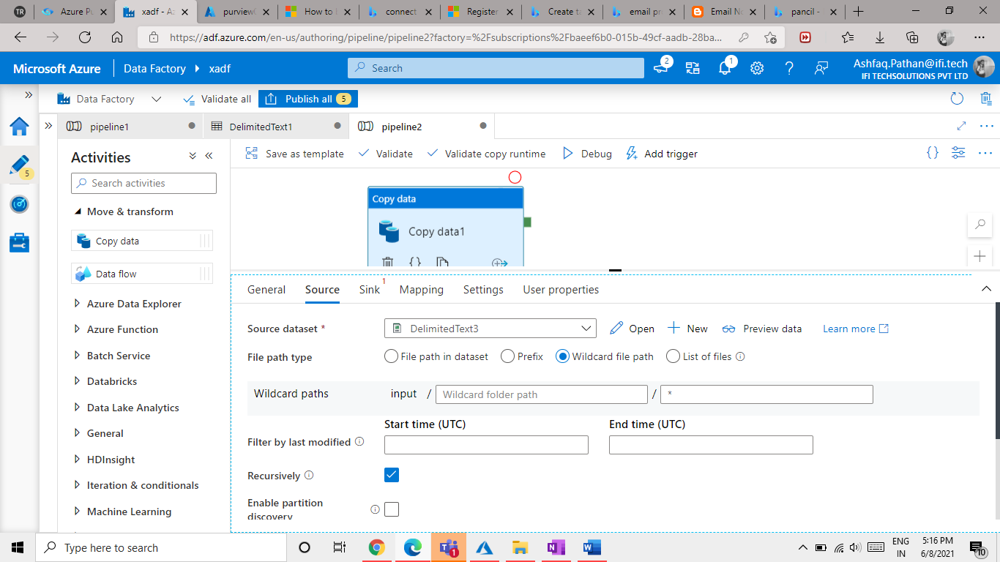 TR
Azure Pu
xadf - Az
purview
How to
connect
Register
Create ta
email pr
Email No
pancil -
https://adf.azure.com/en-us/authoring/pipeline/pipeline2?factory=%2Fsubscriptions%2Fbaeef6b0-015b-49cf-aadb-28ba...
Microsoft Azure
Data Factory
xadf
Search
2
1
Ashfaq.Pathan@ifi.tech
IFI TECHSOLUTIONS PVT LTD
Data Factory
Validate all
Publish all 5
pipeline1
DelimitedText1
pipeline2
5
Activities
Search activities
Save as template
Validate
Validate copy runtime
Debug
Add trigger
Move & transform
Copy data
Data flow
Azure Data Explorer
Azure Function
Batch Service
Databricks
Data Lake Analytics
General
HDInsight
Iteration & conditionals
Machine Learning
Copy data
Copy data1
General
Source
Sink 1
Mapping
Settings
User properties
Source dataset *
DelimitedText3
Open
New
Preview data
Learn more
File path type
File path in dataset
Prefix
Wildcard file path
List of files
Wildcard paths
input / Wildcard folder path / *
Start time (UTC)
End time (UTC)
Filter by last modified
Recursively
Enable partition
discovery
Type here to search
1
ENG
IN
5:16 PM
6/8/2021
10